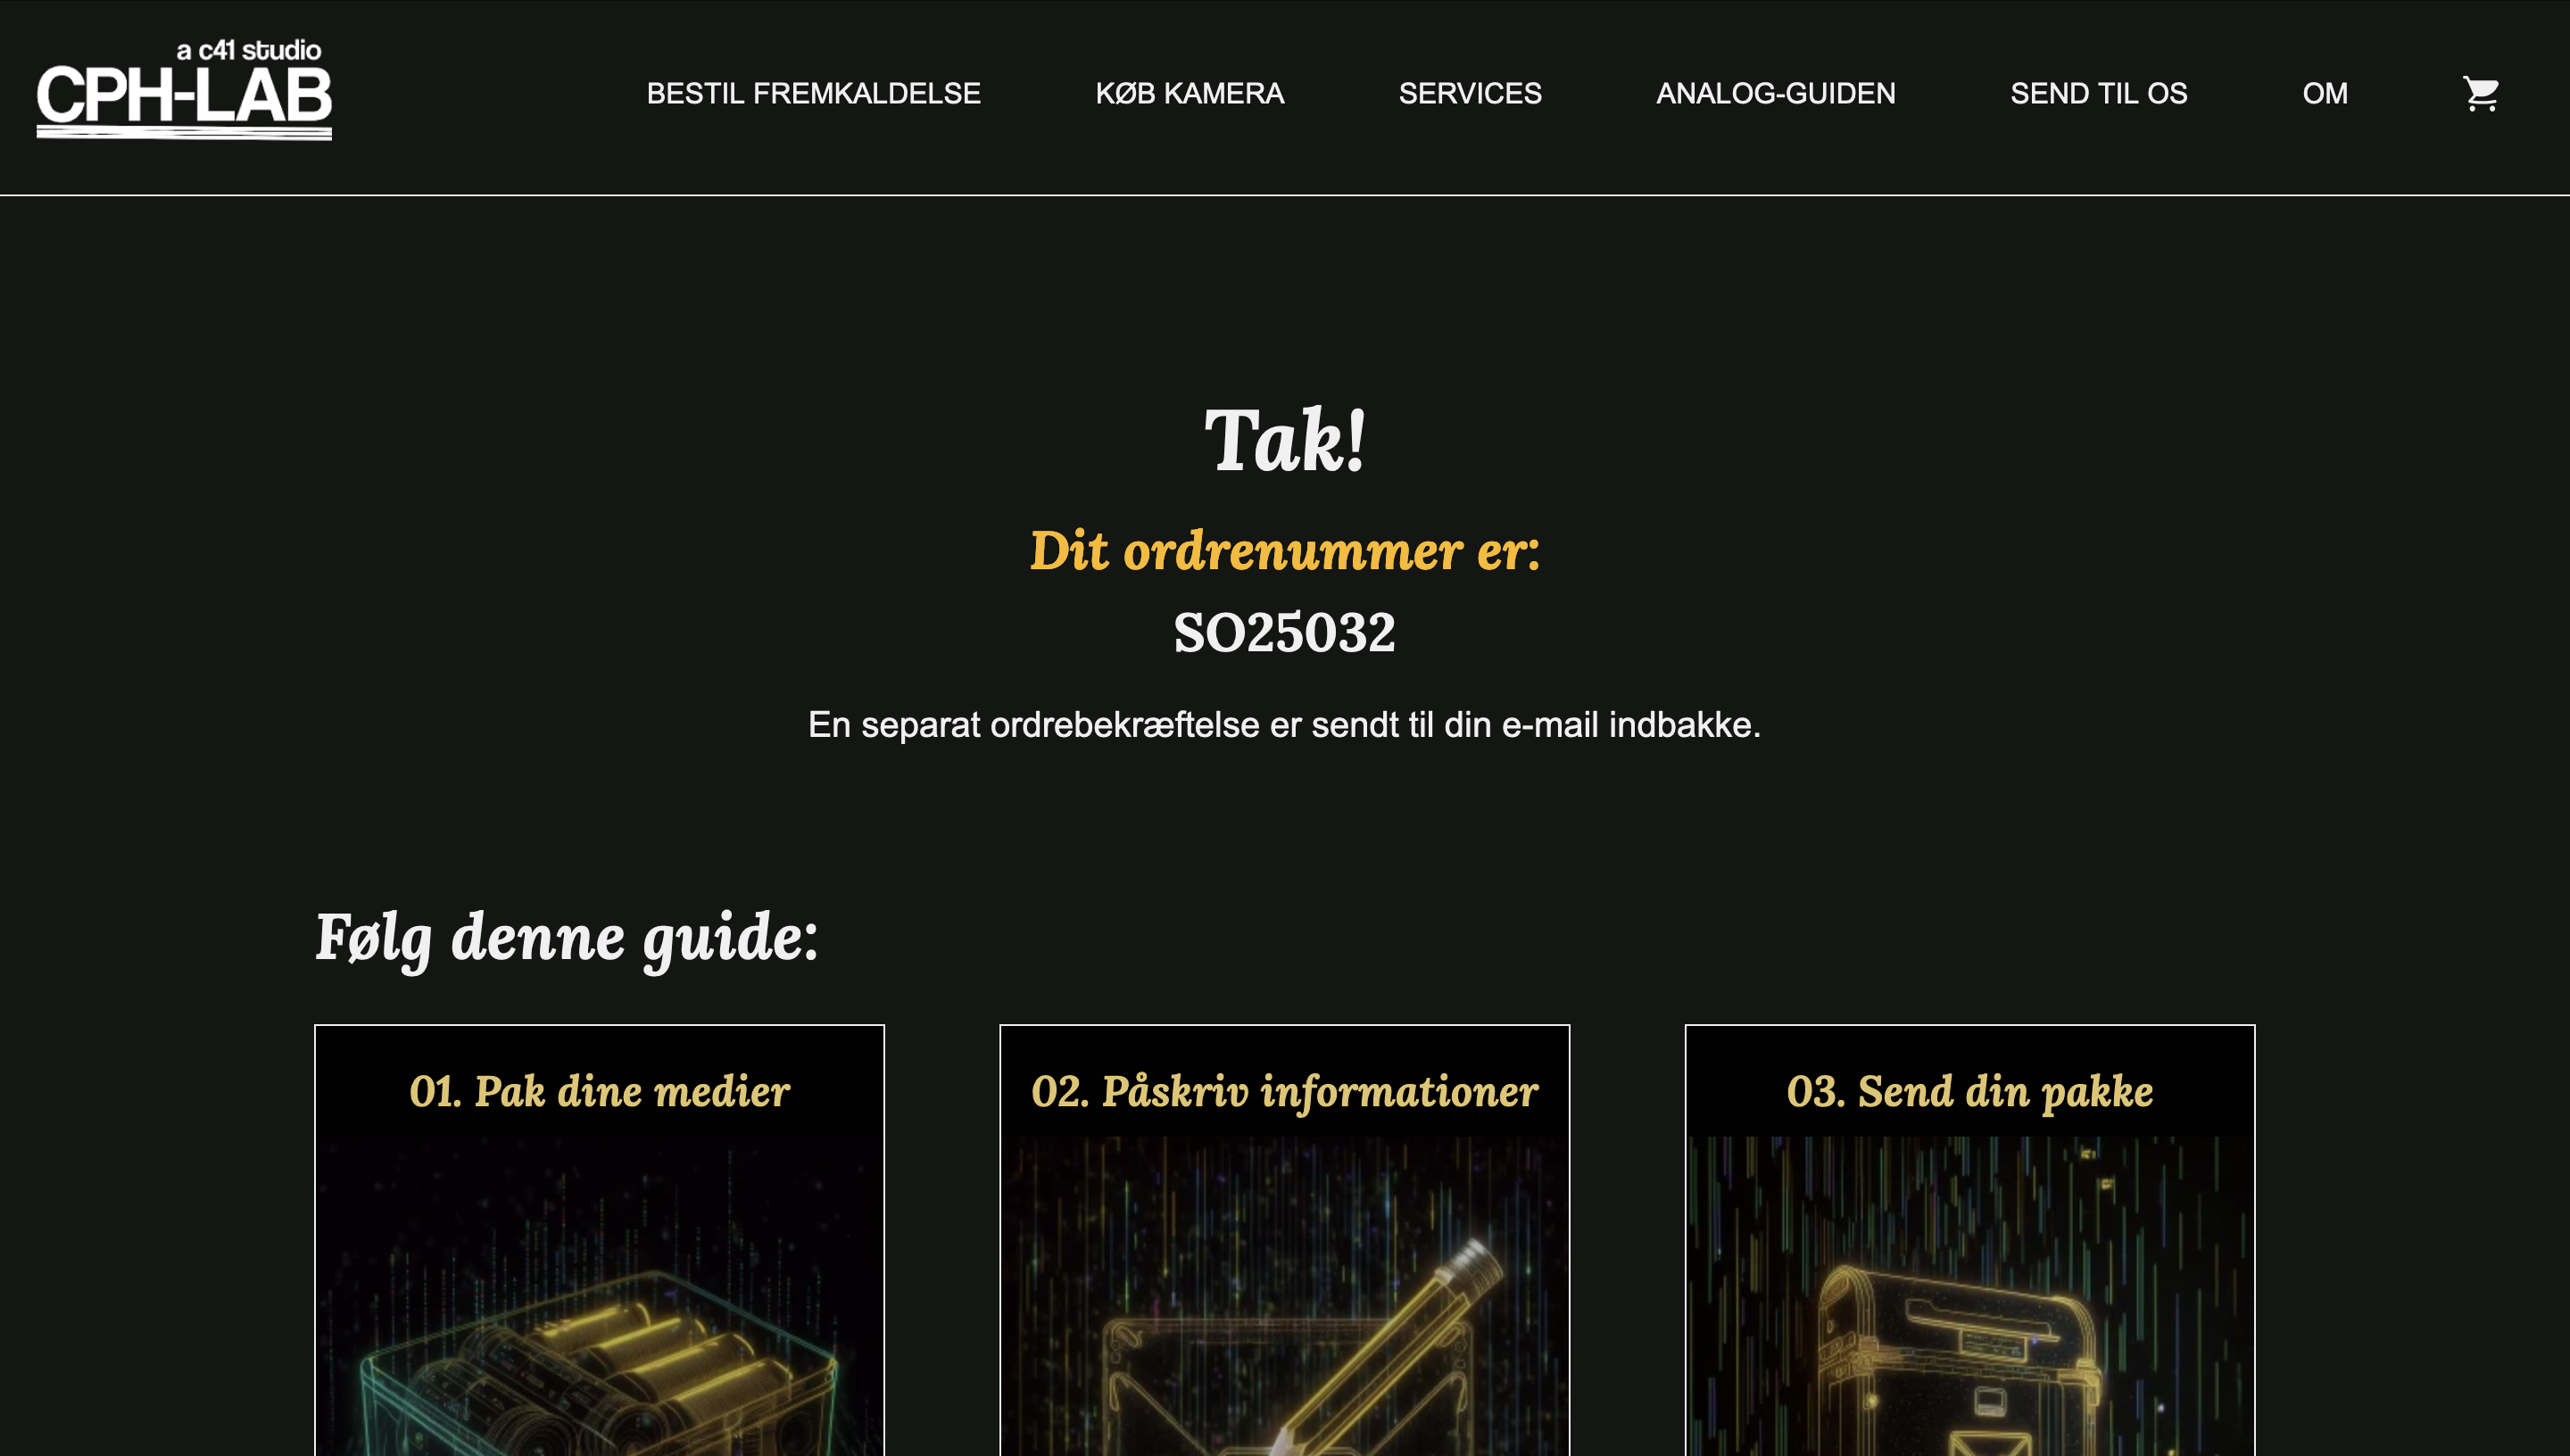 a c41 studio
CPH-LAB
BESTIL FREMKALDELSE
KØB KAMERA
SERVICES
ANALOG-GUIDEN
SEND TIL OS
OM
Tak!
Dit ordrenummer er:
SO25032
En separat ordrebekræftelse er sendt til din e-mail indbakke.
Følg denne guide:
01. Pak dine medier
02. Påskriv informationer
03. Send din pakke